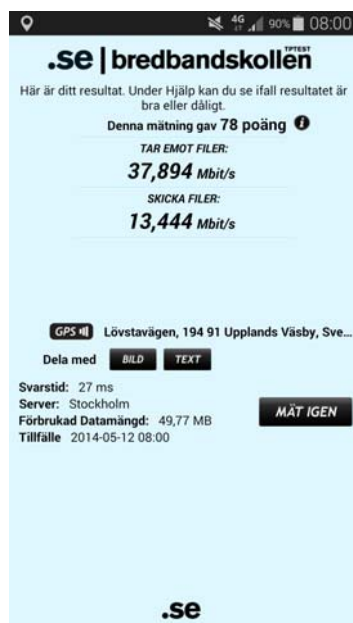 4G 90% 08:00
.se | bredbandskollen
TPTEST
Här är ditt resultat. Under Hjälp kan du se ifall resultatet är
bra eller dåligt.
Denna mätning gav 78 poäng
TAR EMOT FILER:
37,894 Mbit/s
SKICKA FILER:
13,444 Mbit/s
GPS Lövstavägen, 194 91 Upplands Väsby, Sve...
Dela med BILD TEXT
Svarstid: 27 ms
Server: Stockholm
Förbrukad Datamängd: 49,77 MB
Tillfälle 2014-05-12 08:00
MÄT IGEN
.se